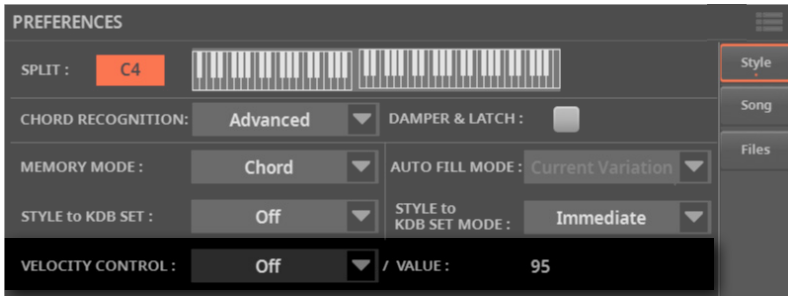 PREFERENCES
SPLIT : C4
Style
Song
CHORD RECOGNITION: Advanced DAMPER & LATCH :
Files
MEMORY MODE : Chord AUTO FILL MODE : Current Variation
STYLE to KDB SET : Off STYLE to
KDB SET MODE : Immediate
VELOCITY CONTROL : Off / VALUE : 95